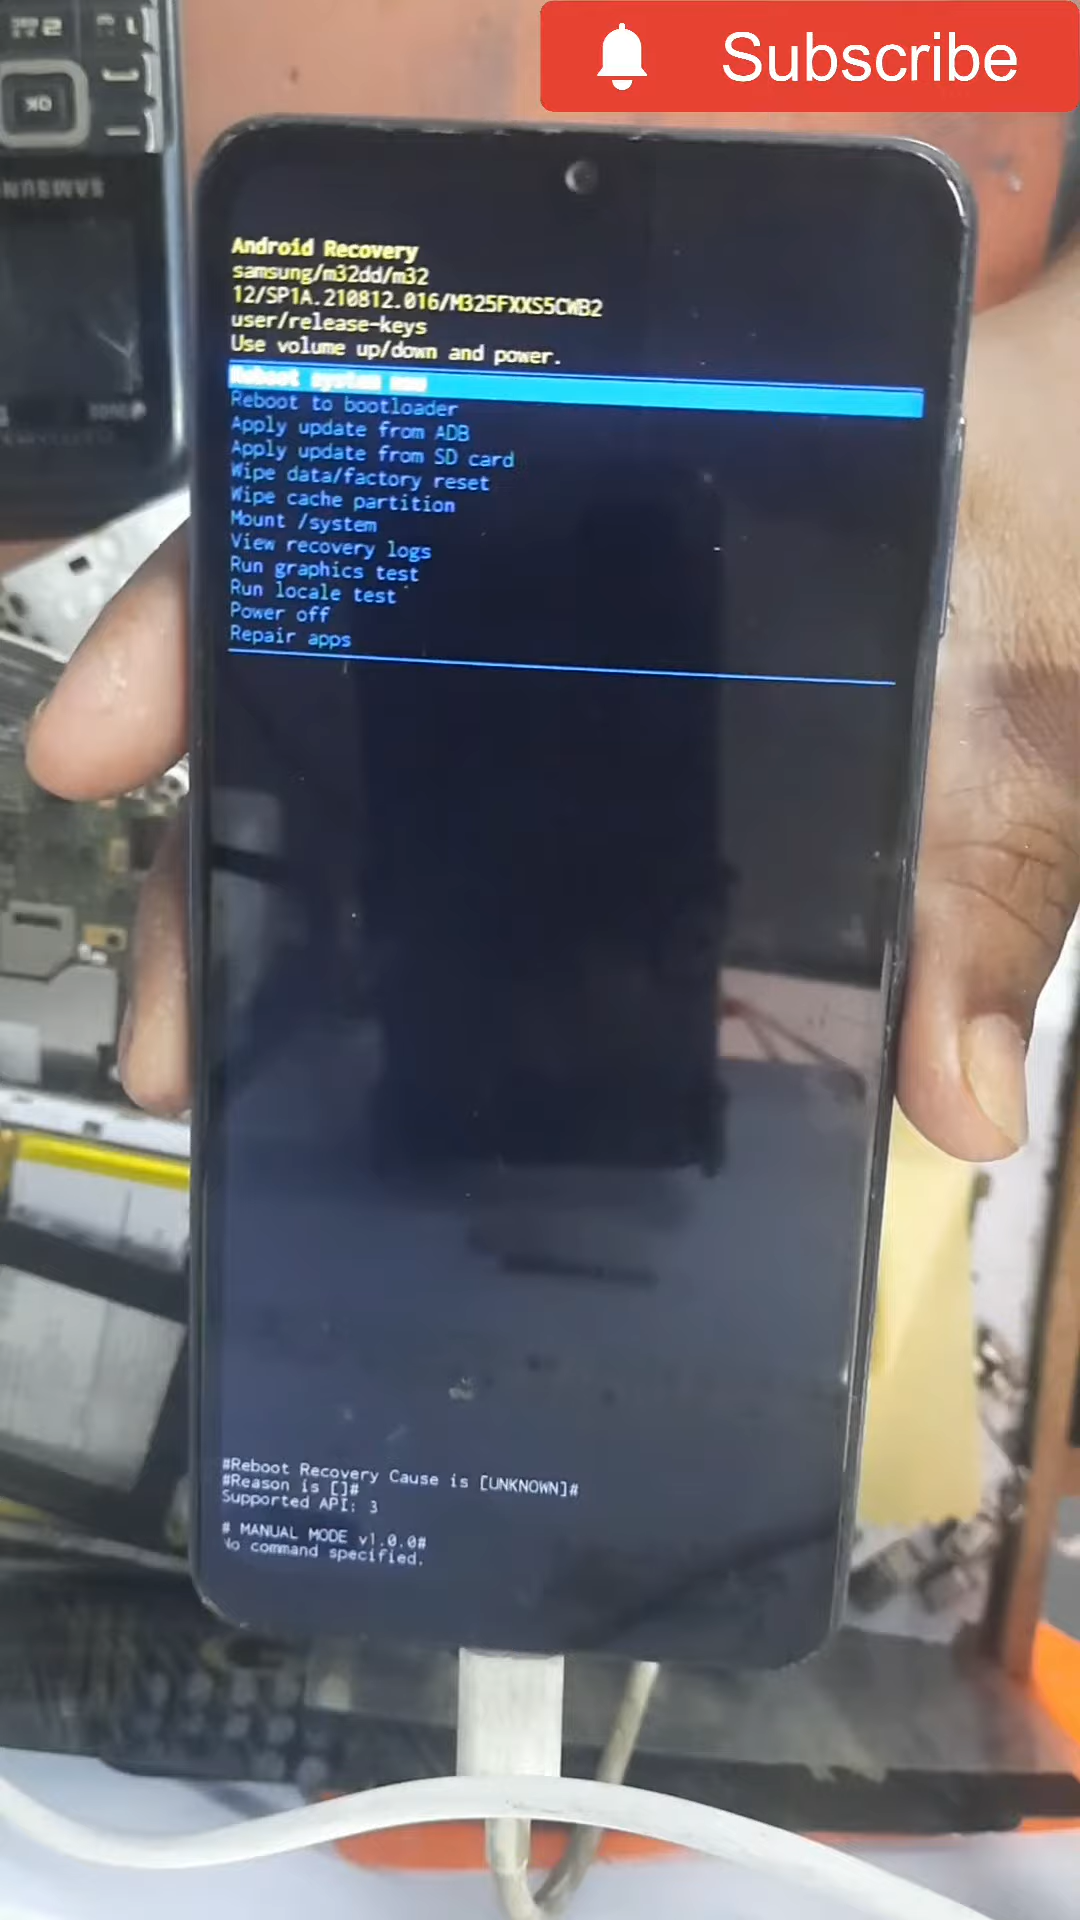 Subscribe
OK
SAMSUNG
Android Recovery
samsung/m32dd/m32
12/SP1A.210812.016/M325FXXS5CWB2
user/release-keys
Use volume up/down and power.
Reboot system now
Reboot to bootloader
Apply update from ADB
Apply update from SD card
Wipe data/factory reset
Wipe cache partition
Mount /system
View recovery logs
Run graphics test
Run locale test
Power off
Repair apps
#Reboot Recovery Cause is [UNKNOWN]#
#Reason is []#
Supported API: 3
# MANUAL MODE v1.0.0#
No command specified.